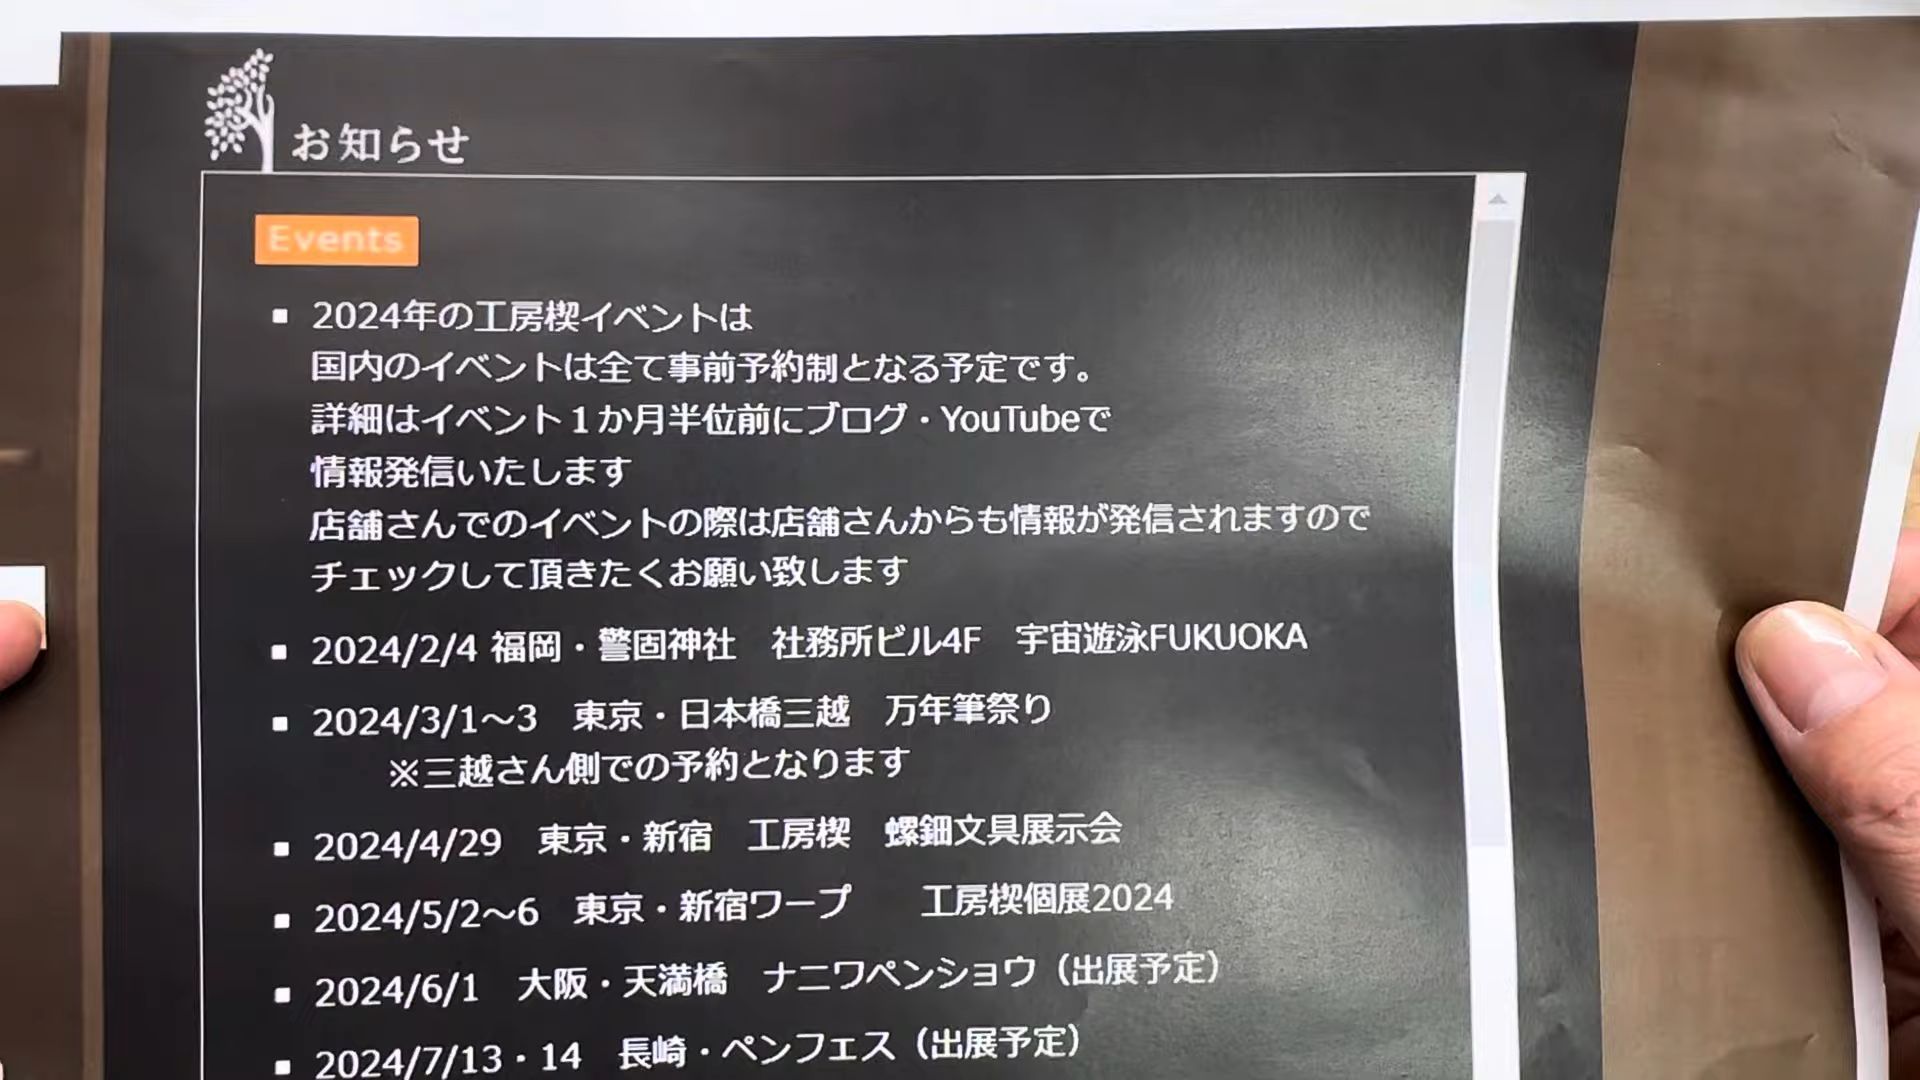 お知らせ
Events
2024年の工房楔イベントは
国内のイベントは全て事前予約制となる予定です。
詳細はイベント１か月半位前にブログ・YouTubeで
情報発信いたします
店舗さんでのイベントの際は店舗さんからも情報が発信されますので
チェックして頂きたくお願い致します
2024/2/4 福岡・警固神社　社務所ビル4F　宇宙遊泳FUKUOKA
2024/3/1～3　東京・日本橋三越　万年筆祭り
※三越さん側での予約となります
2024/4/29　東京・新宿　工房楔　螺鈿文具展示会
2024/5/2～6　東京・新宿ワープ　　工房楔個展2024
2024/6/1　大阪・天満橋　ナニワペンショウ（出展予定）
2024/7/13・14　長崎・ペンフェス（出展予定）